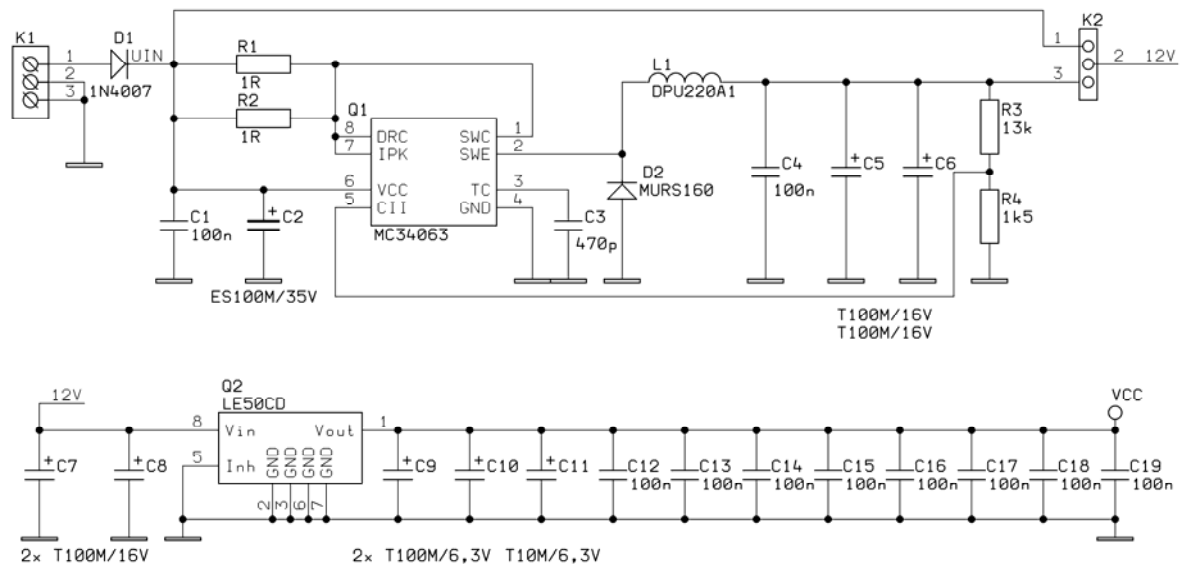 K1
1
2
3
D1
UIN
1N4007
R1
1R
R2
1R
Q1
8 DRC SWC 1
7 IPK SWE 2
6 VCC TC 3
5 CII GND 4
MC34063
C1
100n
+ C2
ES100M/35V
C3
470p
D2
MURS160
L1
DPU220A1
C4
100n
+ C5
+ C6
T100M/16V
T100M/16V
R3
13k
R4
1k5
K2
1
2 12V
3
12V
+ C7
+ C8
2x T100M/16V
Q2
LE50CD
8 Vin Vout 1
5 Inh
GND GND GND GND
2 3 6 7
+ C9
+ C10
+ C11
2x T100M/6,3V T10M/6,3V
C12
100n
C13
100n
C14
100n
C15
100n
C16
100n
C17
100n
C18
100n
C19
100n
VCC